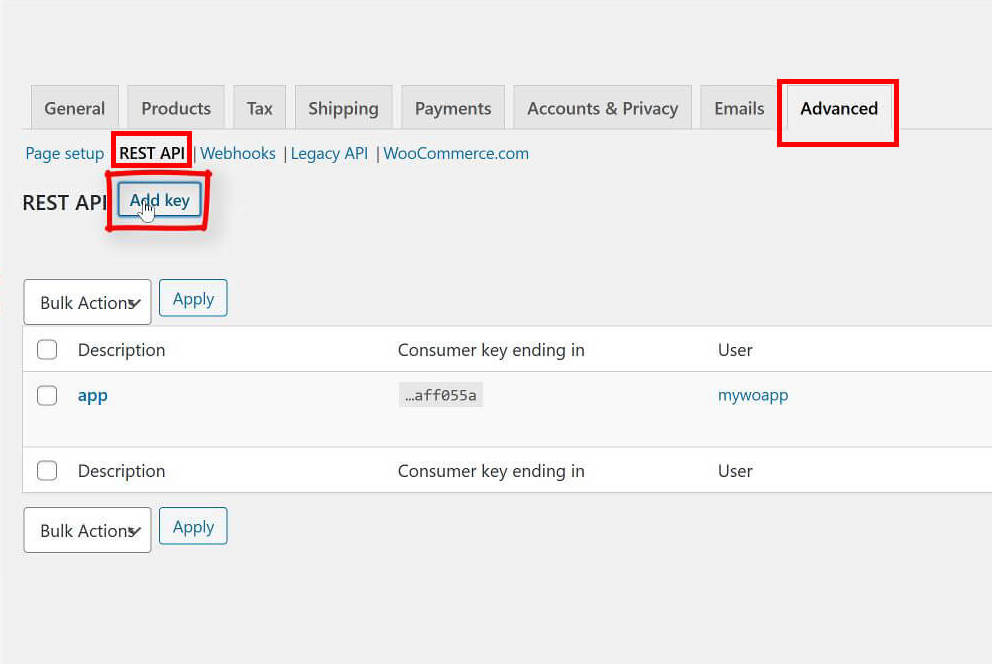 General Products Tax Shipping Payments Accounts & Privacy Emails Advanced
Page setup REST API | Webhooks | Legacy API | WooCommerce.com
REST API Add key
Bulk Actions Apply
Description Consumer key ending in User
app …aff055a mywoapp
Description Consumer key ending in User
Bulk Actions Apply